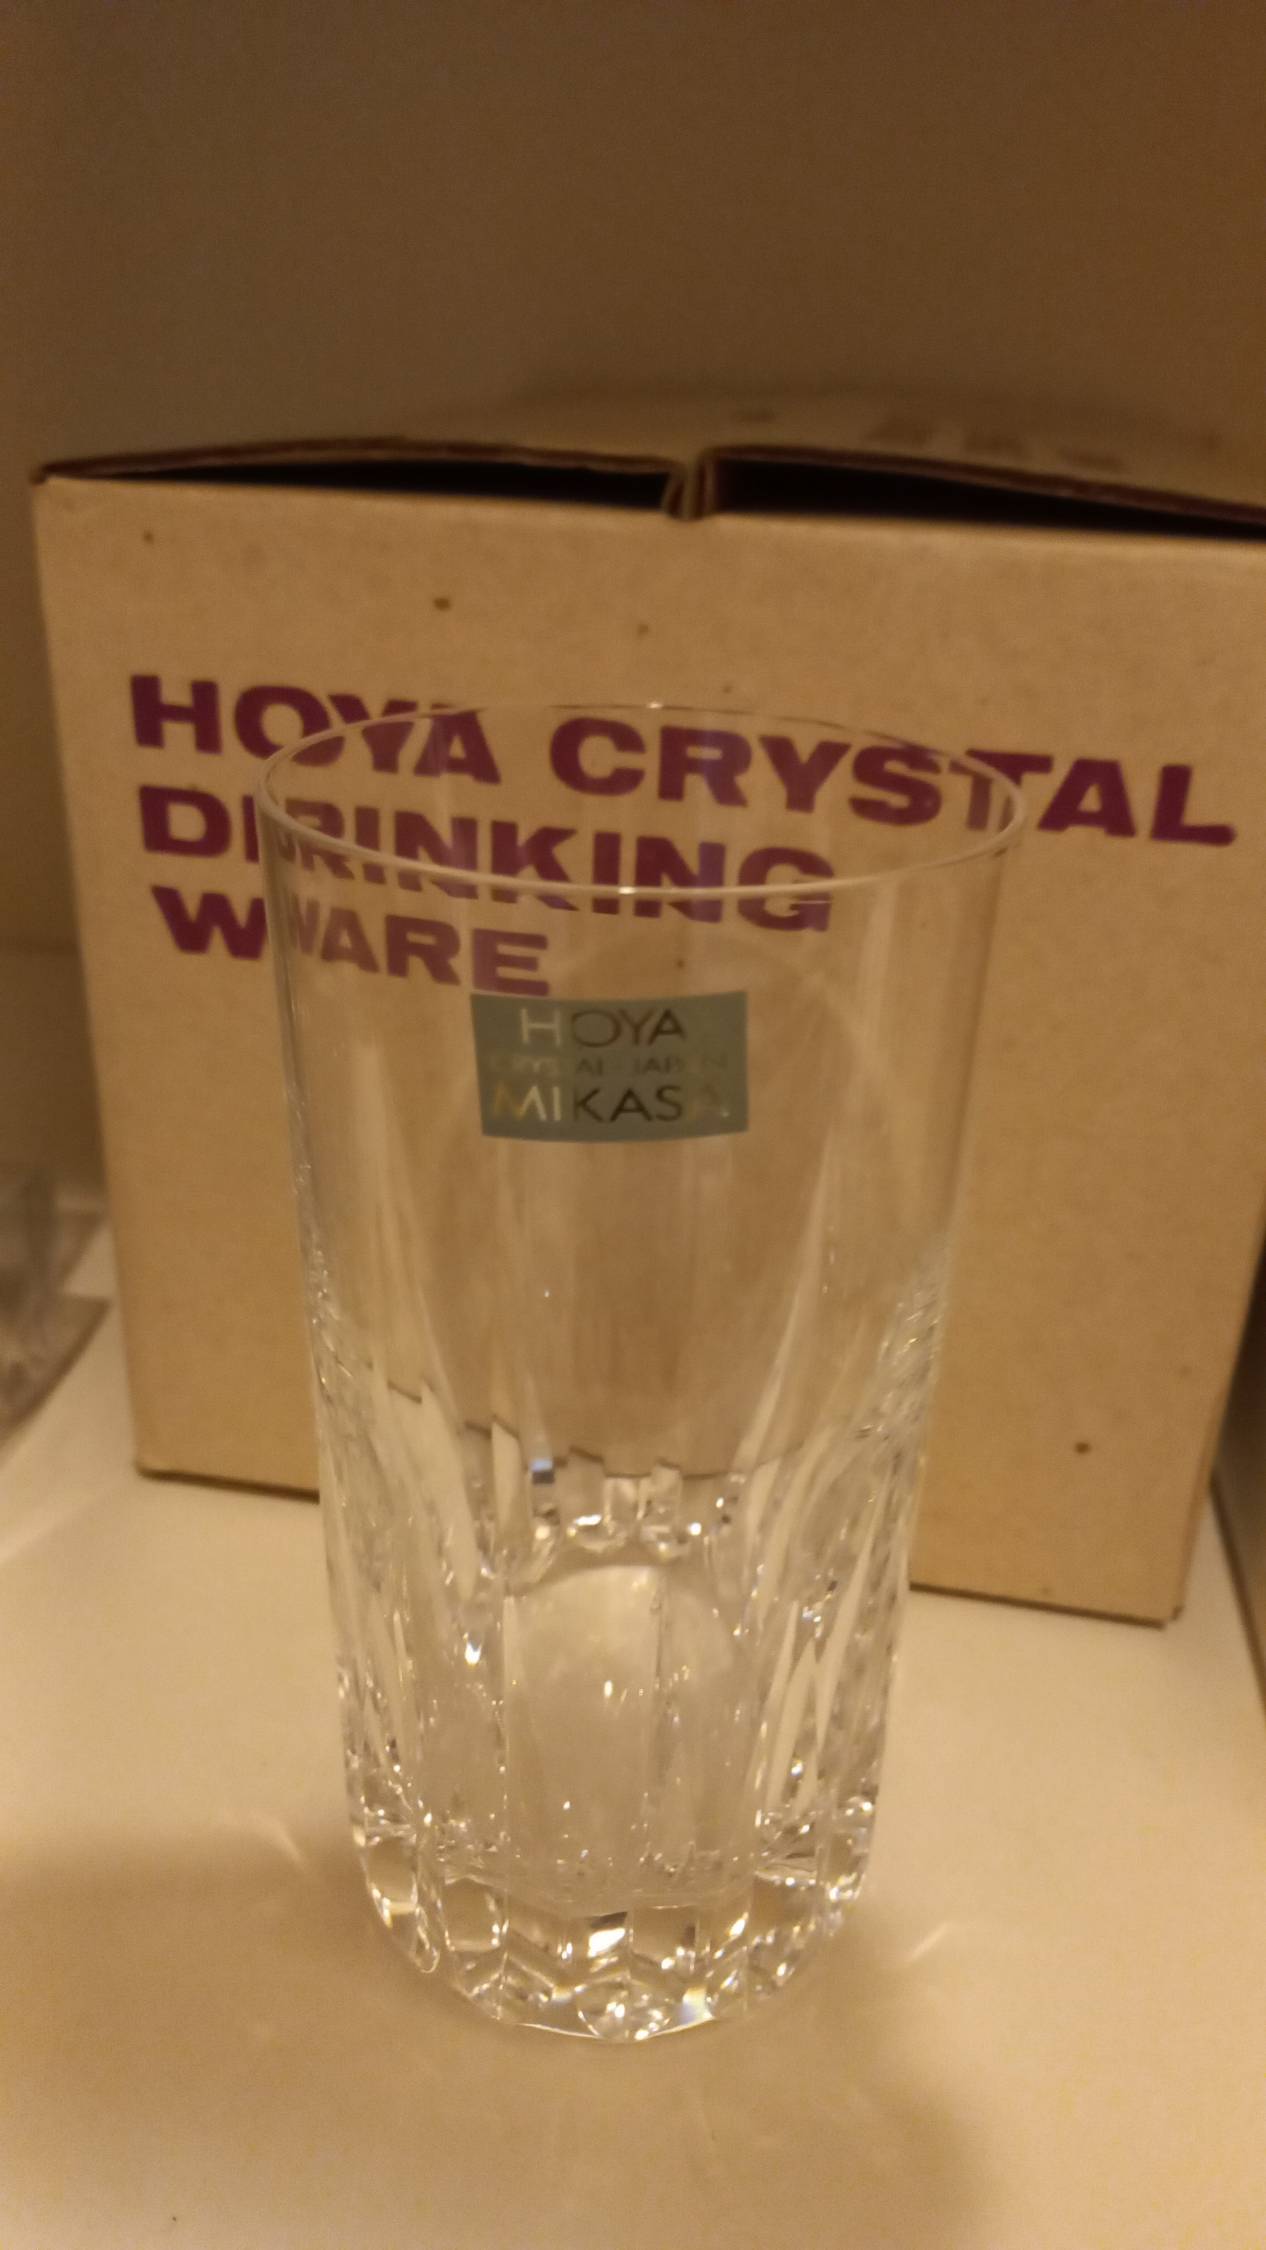 HOYA CRYSTAL
DRINKING
WARE
HOYA
CRYSTAL JAPAN
MIKASA